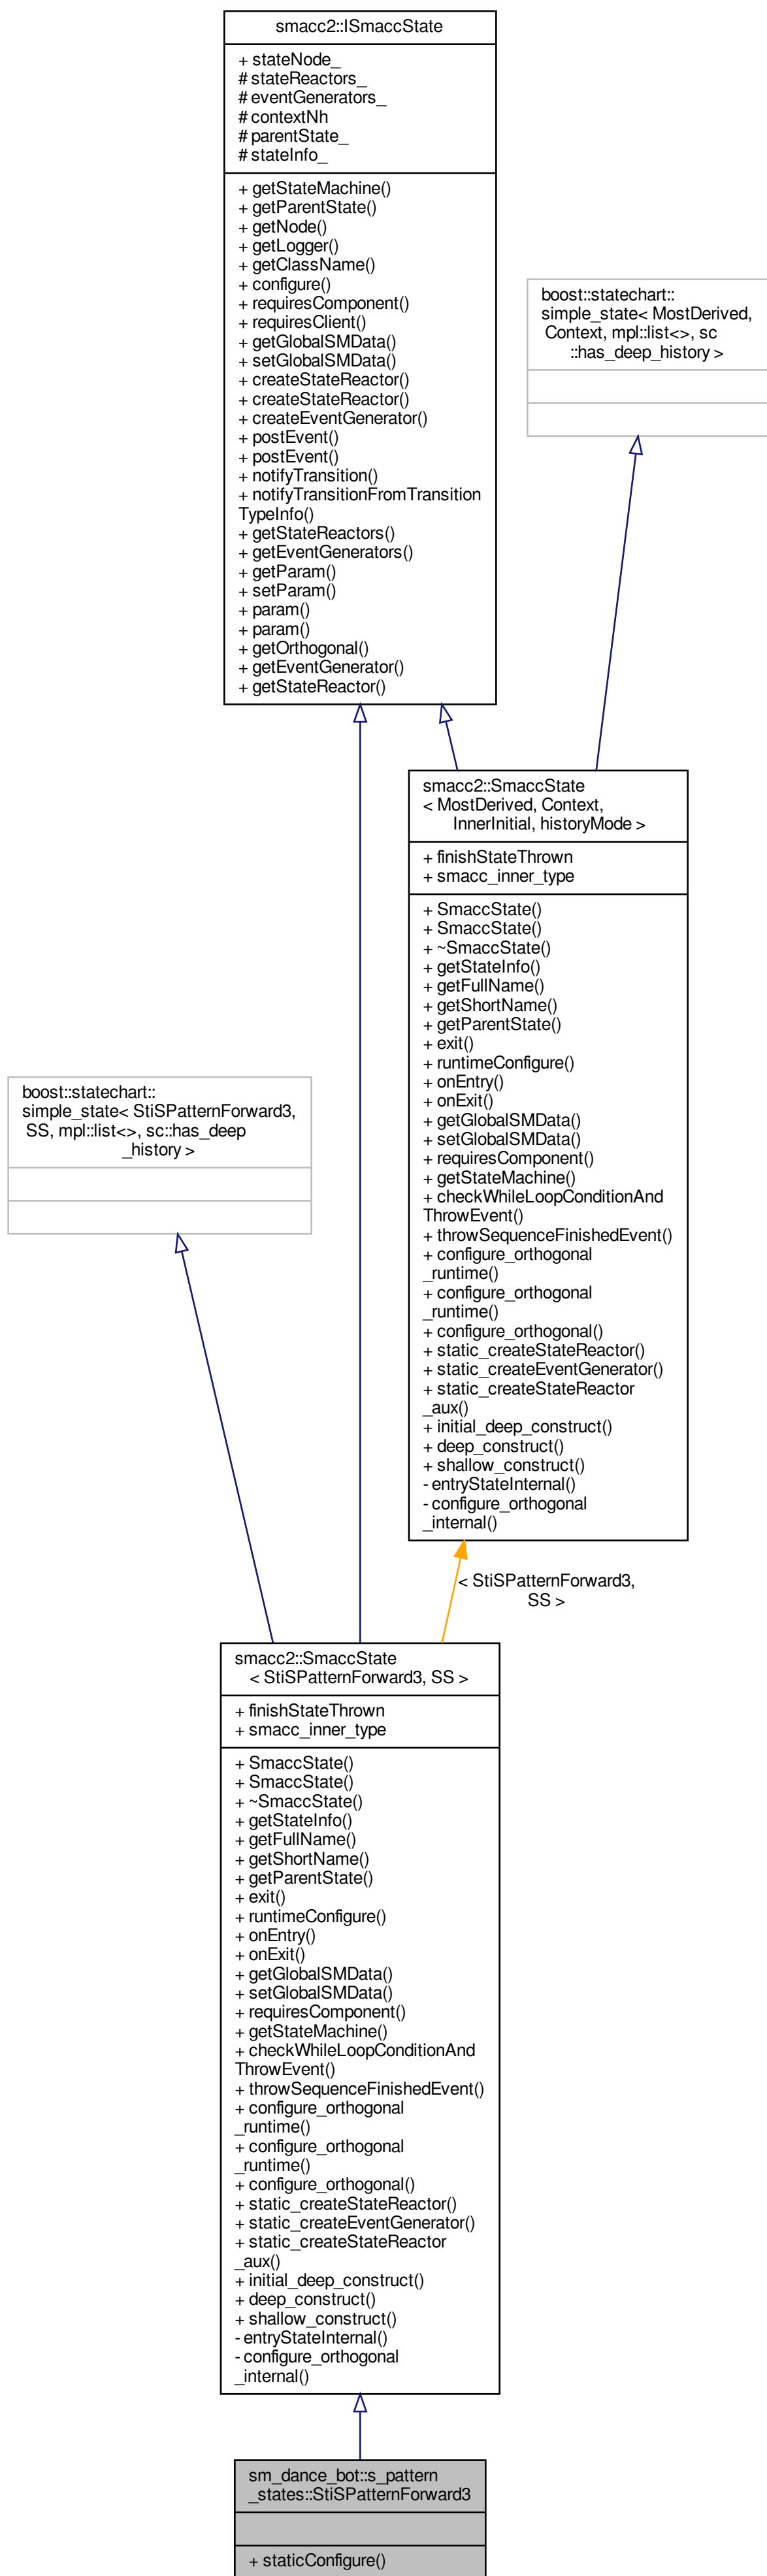 smacc2::ISmaccState
+ stateNode_
# stateReactors_
# eventGenerators_
# contextNh
# parentState_
# stateInfo_
+ getStateMachine()
+ getParentState()
+ getNode()
+ getLogger()
+ getClassName()
+ configure()
+ requiresComponent()
+ requiresClient()
+ getGlobalSMData()
+ setGlobalSMData()
+ createStateReactor()
+ createStateReactor()
+ createEventGenerator()
+ postEvent()
+ postEvent()
+ notifyTransition()
+ notifyTransitionFromTransition
TypeInfo()
+ getStateReactors()
+ getEventGenerators()
+ getParam()
+ setParam()
+ param()
+ param()
+ getOrthogonal()
+ getEventGenerator()
+ getStateReactor()
boost::statechart::
simple_state< MostDerived,
Context, mpl::list<>, sc
::has_deep_history >
smacc2::SmaccState
< MostDerived, Context,
InnerInitial, historyMode >
+ finishStateThrown
+ smacc_inner_type
+ SmaccState()
+ SmaccState()
+ ~SmaccState()
+ getStateInfo()
+ getFullName()
+ getShortName()
+ getParentState()
+ exit()
+ runtimeConfigure()
+ onEntry()
+ onExit()
+ getGlobalSMData()
+ setGlobalSMData()
+ requiresComponent()
+ getStateMachine()
+ checkWhileLoopConditionAnd
ThrowEvent()
+ throwSequenceFinishedEvent()
+ configure_orthogonal
_runtime()
+ configure_orthogonal
_runtime()
+ configure_orthogonal()
+ static_createStateReactor()
+ static_createEventGenerator()
+ static_createStateReactor
_aux()
+ initial_deep_construct()
+ deep_construct()
+ shallow_construct()
- entryStateInternal()
- configure_orthogonal
_internal()
boost::statechart::
simple_state< StiSPatternForward3,
SS, mpl::list<>, sc::has_deep
_history >
< StiSPatternForward3,
SS >
smacc2::SmaccState
< StiSPatternForward3, SS >
+ finishStateThrown
+ smacc_inner_type
+ SmaccState()
+ SmaccState()
+ ~SmaccState()
+ getStateInfo()
+ getFullName()
+ getShortName()
+ getParentState()
+ exit()
+ runtimeConfigure()
+ onEntry()
+ onExit()
+ getGlobalSMData()
+ setGlobalSMData()
+ requiresComponent()
+ getStateMachine()
+ checkWhileLoopConditionAnd
ThrowEvent()
+ throwSequenceFinishedEvent()
+ configure_orthogonal
_runtime()
+ configure_orthogonal
_runtime()
+ configure_orthogonal()
+ static_createStateReactor()
+ static_createEventGenerator()
+ static_createStateReactor
_aux()
+ initial_deep_construct()
+ deep_construct()
+ shallow_construct()
- entryStateInternal()
- configure_orthogonal
_internal()
sm_dance_bot::s_pattern
_states::StiSPatternForward3
+ staticConfigure()